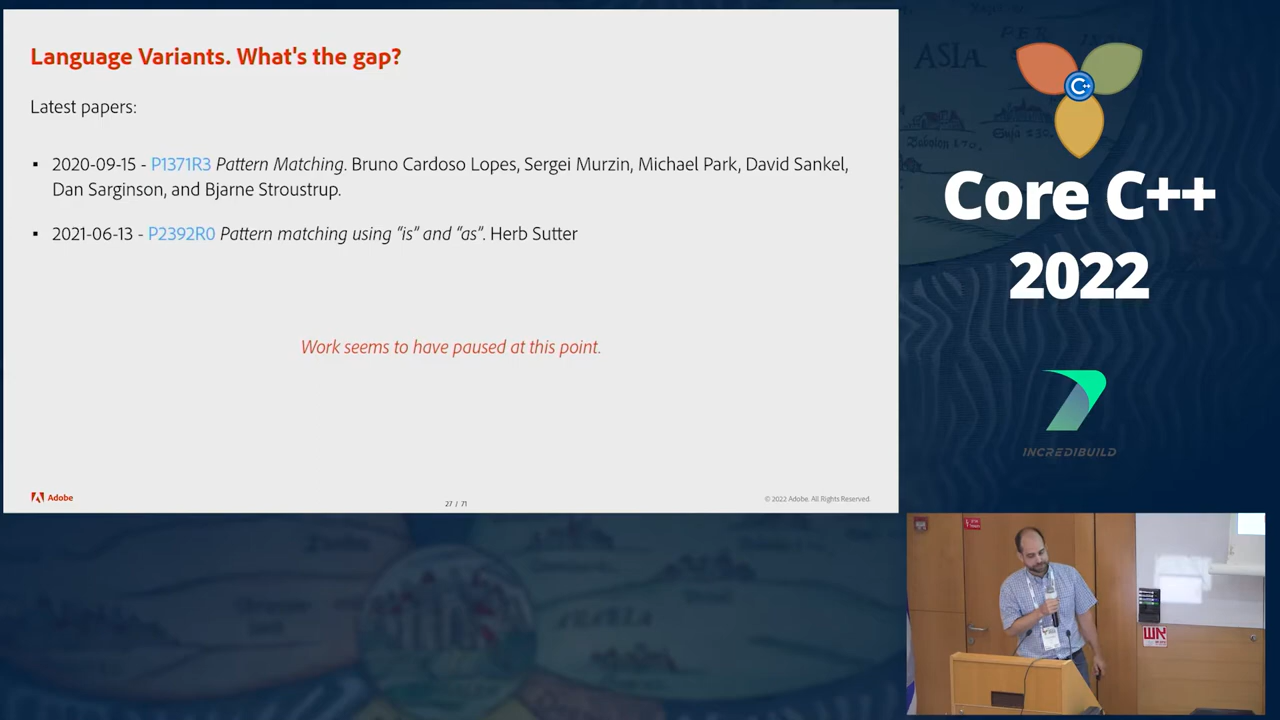 Language Variants. What's the gap?
Latest papers:
▪ 2020-09-15 - P1371R3 Pattern Matching. Bruno Cardoso Lopes, Sergei Murzin, Michael Park, David Sankel,
Dan Sarginson, and Bjarne Stroustrup.
▪ 2021-06-13 - P2392R0 Pattern matching using “is” and “as”. Herb Sutter
Work seems to have paused at this point.
Adobe
27 / 71
© 2022 Adobe. All Rights Reserved.
ASIA
C++
Core C++
2022
INCREDIBUILD